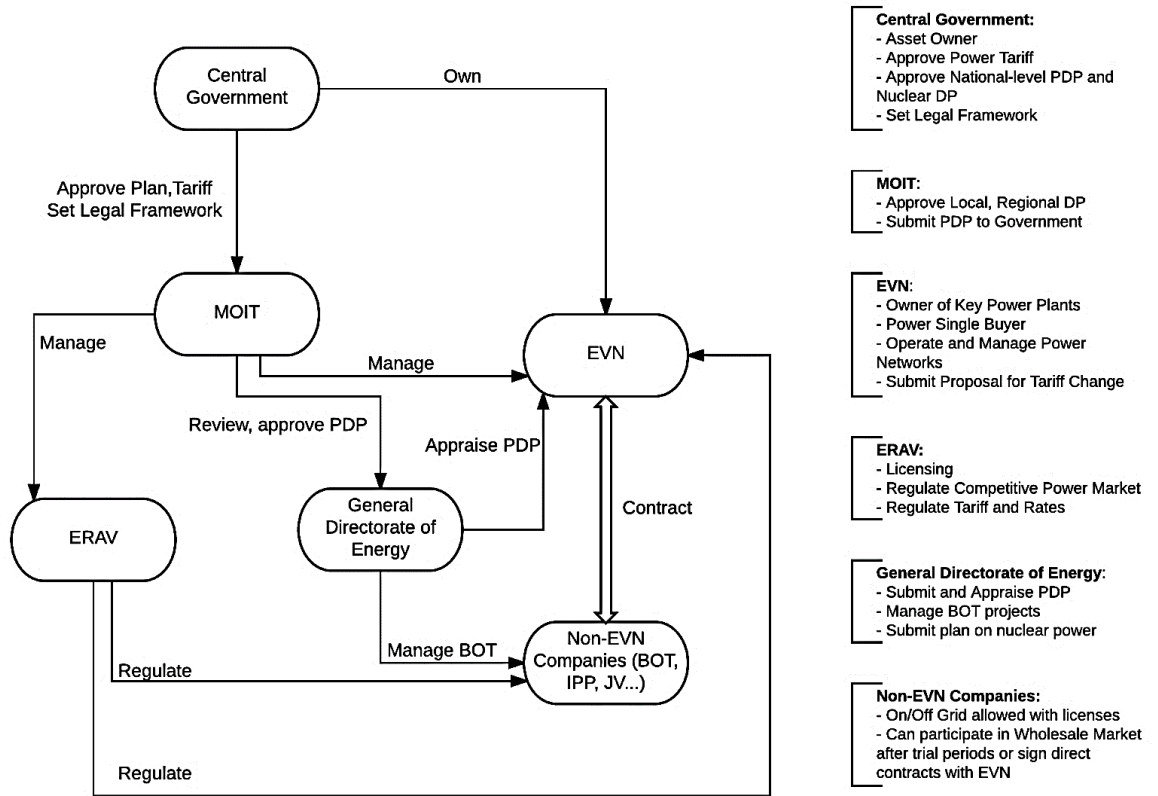 Central
Government
Own
Approve Plan,Tariff
Set Legal Framework
MOIT
Manage
Manage
EVN
Review, approve PDP
Appraise PDP
General
Directorate of
Energy
ERAV
Contract
Manage BOT
Non-EVN
Companies (BOT,
IPP, JV...)
Regulate
Regulate
Central Government:
- Asset Owner
- Approve Power Tariff
- Approve National-level PDP and
Nuclear DP
- Set Legal Framework
MOIT:
- Approve Local, Regional DP
- Submit PDP to Government
EVN:
- Owner of Key Power Plants
- Power Single Buyer
- Operate and Manage Power
Networks
- Submit Proposal for Tariff Change
ERAV:
- Licensing
- Regulate Competitive Power Market
- Regulate Tariff and Rates
General Directorate of Energy:
- Submit and Appraise PDP
- Manage BOT projects
- Submit plan on nuclear power
Non-EVN Companies:
- On/Off Grid allowed with licenses
- Can participate in Wholesale Market
after trial periods or sign direct
contracts with EVN